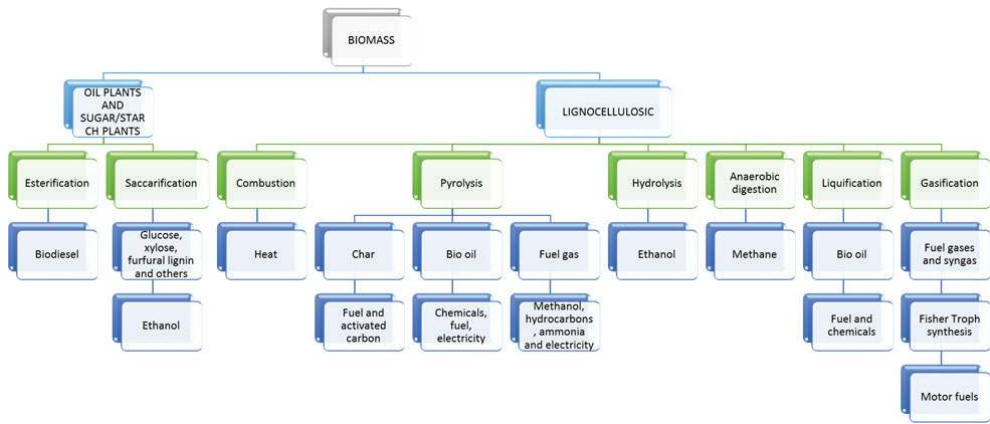 BIOMASS
OIL PLANTS
AND
SUGAR/STAR
CH PLANTS
LIGNOCELLULOSIC
Esterification
Saccarification
Combustion
Pyrolysis
Hydrolysis
Anaerobic
digestion
Liquification
Gasification
Biodiesel
Glucose,
xylose,
furfural lignin
and others
Heat
Char
Bio oil
Fuel gas
Ethanol
Methane
Bio oil
Fuel gases
and syngas
Ethanol
Fuel and
activated
carbon
Chemicals,
fuel,
electricity
Methanol,
hydrocarbons
, ammonia
and electricity
Fuel and
chemicals
Fisher Troph
synthesis
Motor fuels